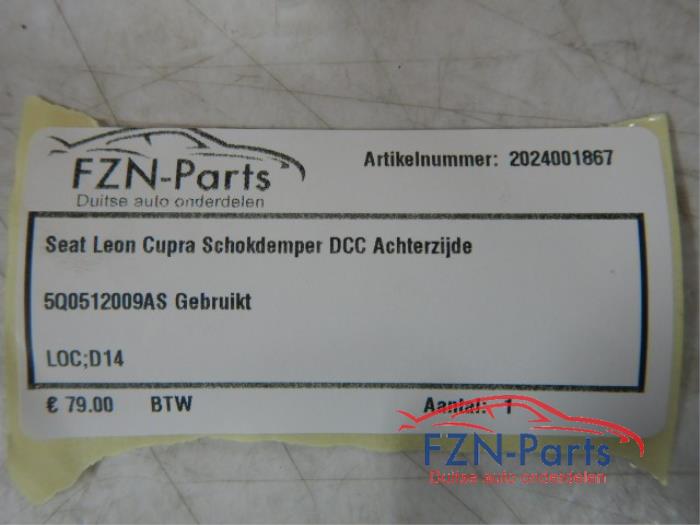 FZN-Parts
Duitse auto onderdelen
Artikelnummer: 2024001867
Seat Leon Cupra Schokdemper DCC Achterzijde
5Q0512009AS Gebruikt
LOC;D14
€ 79.00 BTW Aantal: 1
FZN-Parts
Duitse auto onderdelen